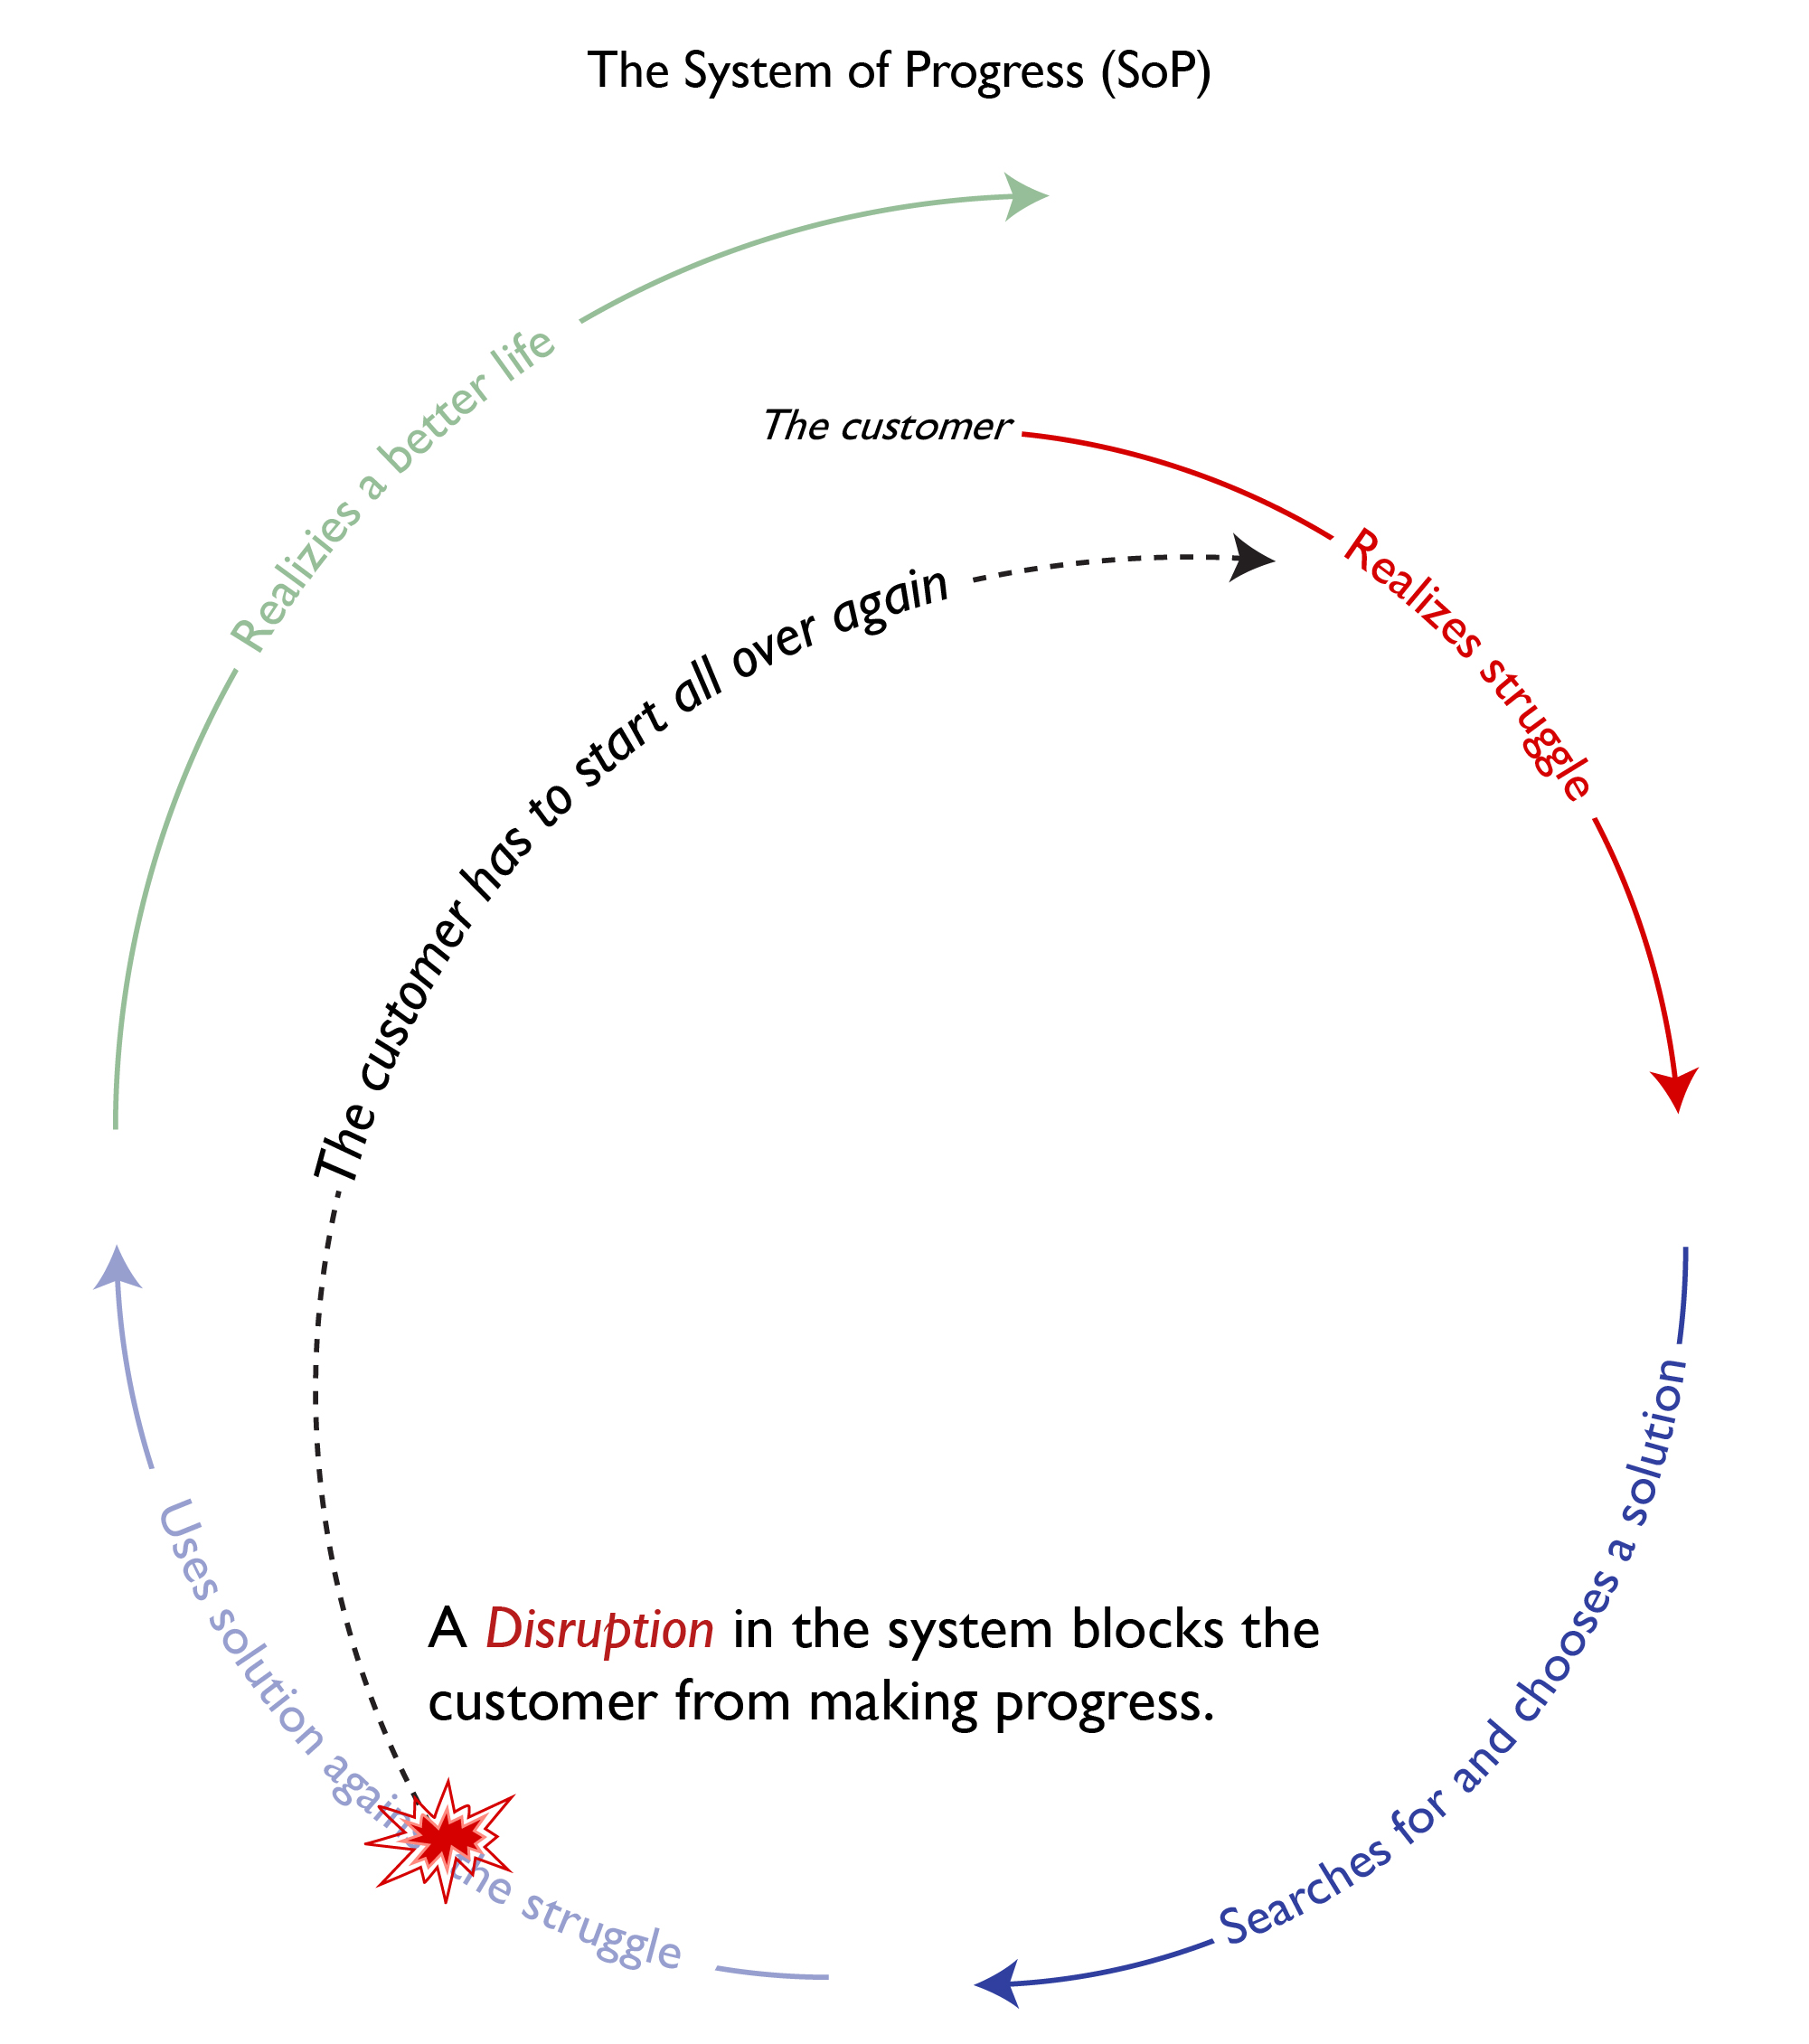 The System of Progress (SoP)
The customer
Realizes struggle
Searches for and chooses a solution
Uses solution again the struggle
Realizies a better life
The customer has to start all over again
A Disruption in the system blocks the
customer from making progress.